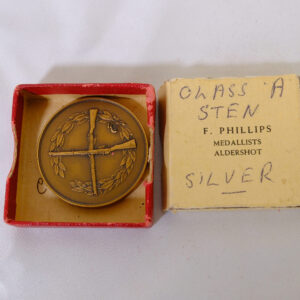 CLASS A
STEN
F. PHILLIPS
MEDALLISTS
ALDERSHOT
SILVER